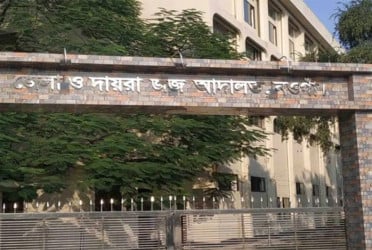 জেলা ও দায়রা জজ আদালত